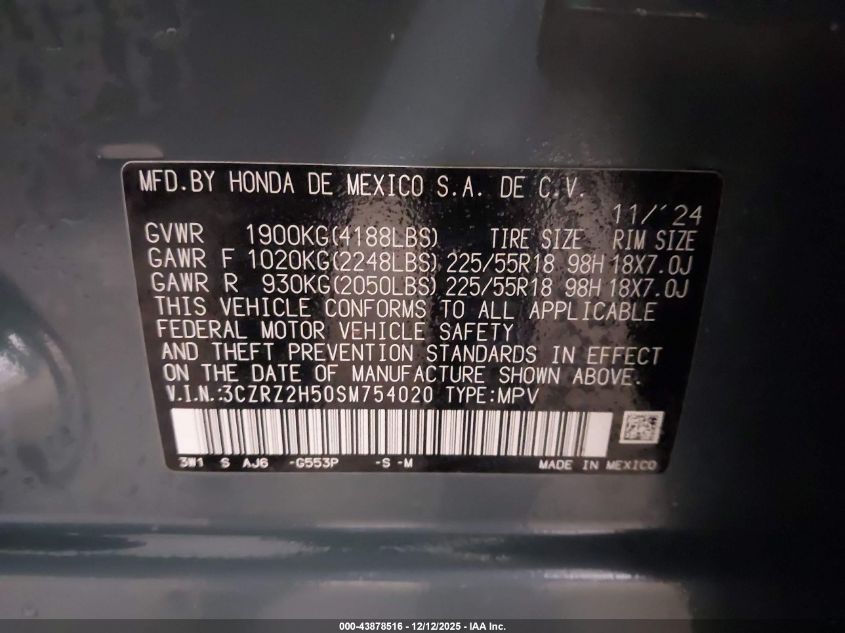 MFD.BY HONDA DE MEXICO S.A. DE C.V.
11/'24
GVWR 1900KG(4188LBS) TIRE SIZE RIM SIZE
GAWR F 1020KG(2248LBS) 225/55R18 98H 18X7.0J
GAWR R 930KG(2050LBS) 225/55R18 98H 18X7.0J
THIS VEHICLE CONFORMS TO ALL APPLICABLE
FEDERAL MOTOR VEHICLE SAFETY
AND THEFT PREVENTION STANDARDS IN EFFECT
ON THE DATE OF MANUFACTURE SHOWN ABOVE.
V.I.N.:3CZRZ2H50SM754020 TYPE:MPV
3W1 S AJ6 -G553P -S -M MADE IN MEXICO
000-43878516 - 12/12/2025 - IAA Inc.